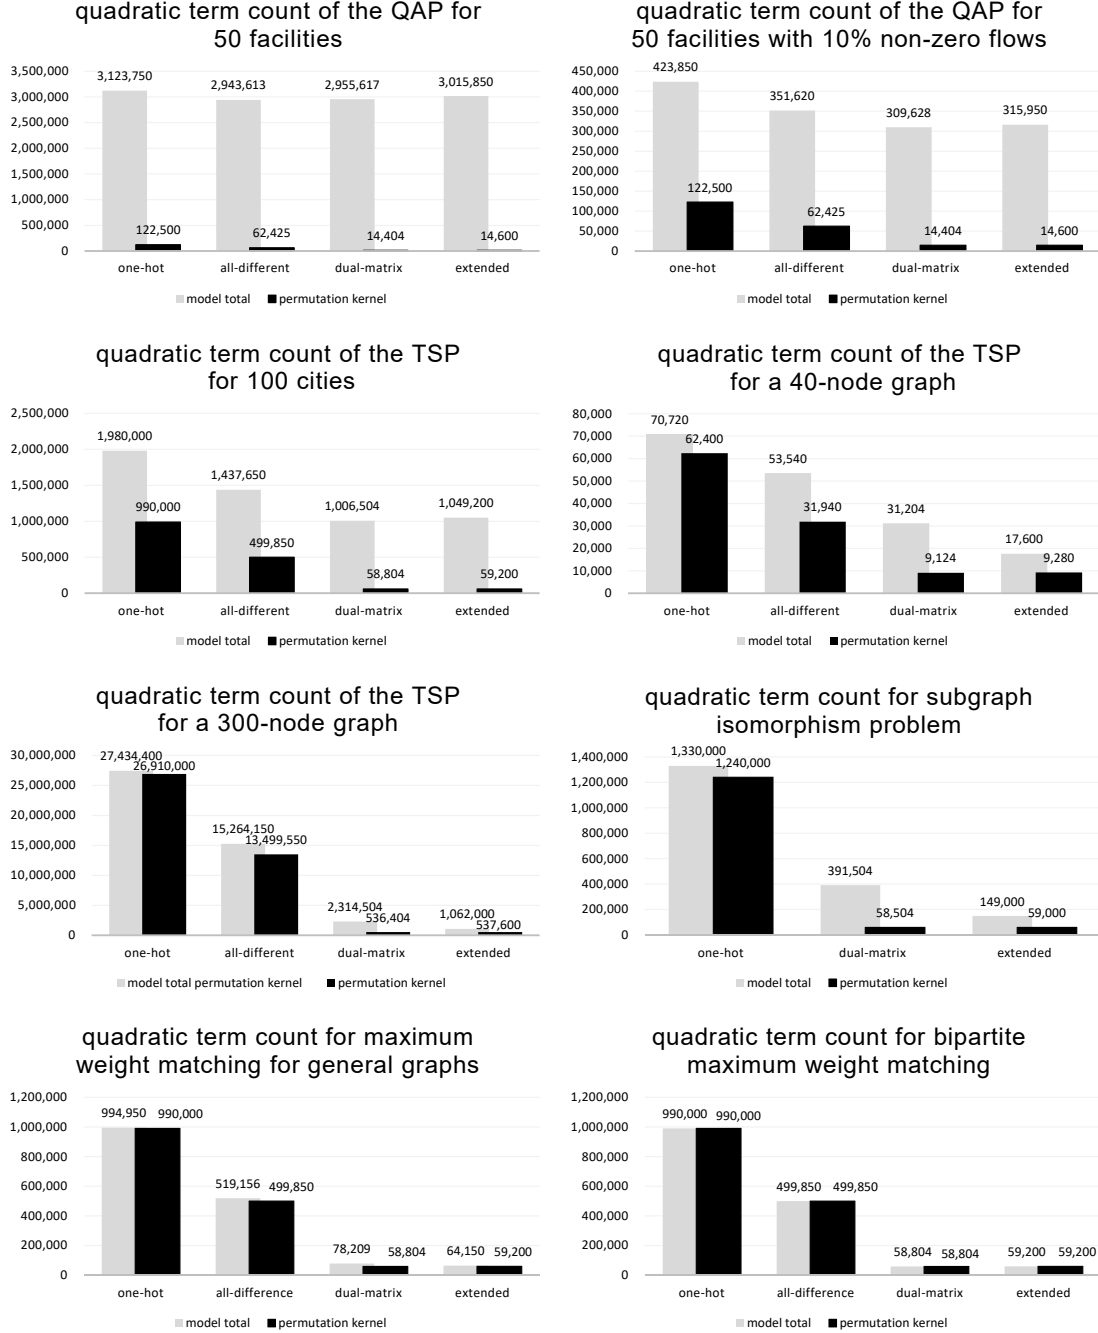 quadratic term count of the QAP for
50 facilities
3,500,000
3,000,000
2,500,000
2,000,000
1,500,000
1,000,000
500,000
0
3,123,750
2,943,613
2,955,617
3,015,850
122,500
62,425
14,404
14,600
one-hot
all-different
dual-matrix
extended
model total
permutation kernel
quadratic term count of the QAP for
50 facilities with 10% non-zero flows
450,000
400,000
350,000
300,000
250,000
200,000
150,000
100,000
50,000
0
423,850
351,620
309,628
315,950
122,500
62,425
14,404
14,600
one-hot
all-different
dual-matrix
extended
model total
permutation kernel
quadratic term count of the TSP
for 100 cities
2,500,000
2,000,000
1,500,000
1,000,000
500,000
0
1,980,000
990,000
1,437,650
499,850
1,006,504
58,804
1,049,200
59,200
one-hot
all-different
dual-matrix
extended
model total
permutation kernel
quadratic term count of the TSP
for a 40-node graph
80,000
70,000
60,000
50,000
40,000
30,000
20,000
10,000
0
70,720
62,400
53,540
31,940
31,204
9,124
17,600
9,280
one-hot
all-different
dual-matrix
extended
model total
permutation kernel
quadratic term count of the TSP
for a 300-node graph
30,000,000
25,000,000
20,000,000
15,000,000
10,000,000
5,000,000
0
27,434,400
26,910,000
15,264,150
13,499,550
2,314,504
536,404
1,062,000
537,600
one-hot
all-different
dual-matrix
extended
model total permutation kernel
permutation kernel
quadratic term count for subgraph
isomorphism problem
1,400,000
1,200,000
1,000,000
800,000
600,000
400,000
200,000
0
1,330,000
1,240,000
391,504
58,504
149,000
59,000
one-hot
dual-matrix
extended
model total
permutation kernel
quadratic term count for maximum
weight matching for general graphs
1,200,000
1,000,000
800,000
600,000
400,000
200,000
0
994,950
990,000
519,156
499,850
78,209
58,804
64,150
59,200
one-hot
all-difference
dual-matrix
extended
model total
permutation kernel
quadratic term count for bipartite
maximum weight matching
1,200,000
1,000,000
800,000
600,000
400,000
200,000
0
990,000
990,000
499,850
499,850
58,804
58,804
59,200
59,200
one-hot
all-difference
dual-matrix
extended
model total
permutation kernel